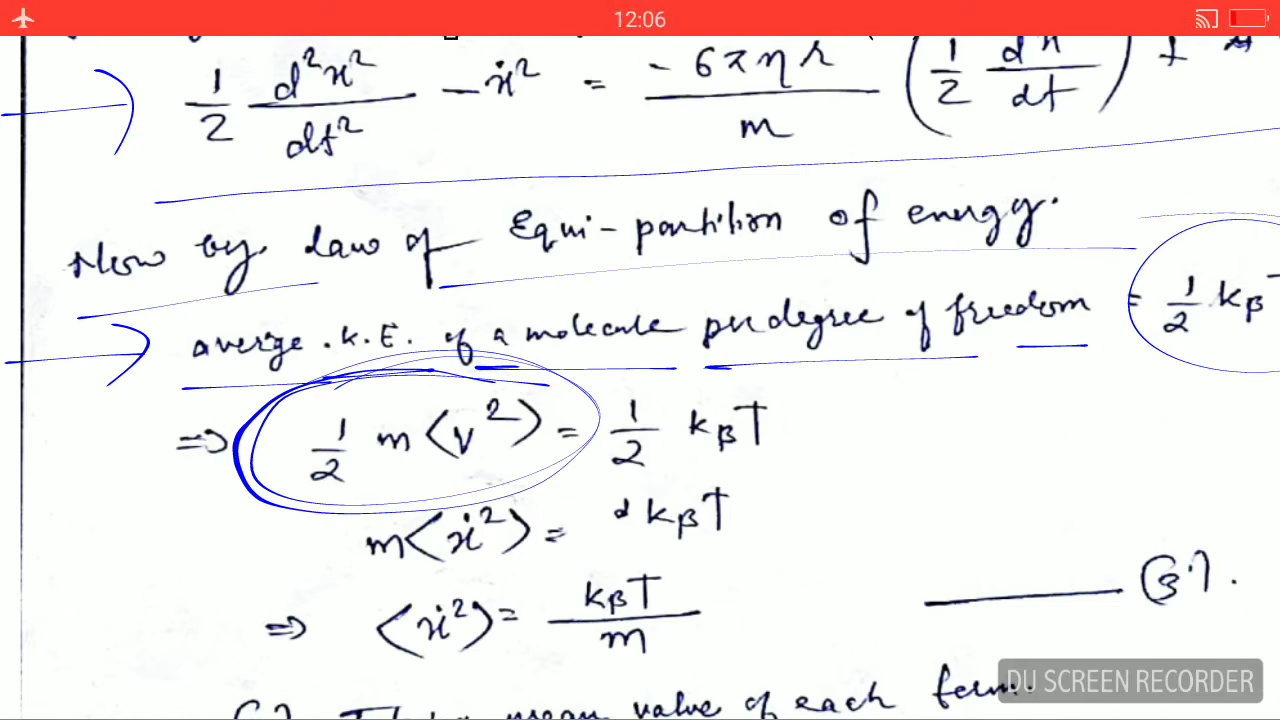 12:06
1/2 d²x²/dt² - ẋ² = -6πηr/m (1/2 dx/dt) +
Now by Law of Equi-partition of energy.
averge .K.E. of a molecule per degree of freedom = 1/2 kβT
⇒ 1/2 m⟨v²⟩ = 1/2 kβT
m⟨ẋ²⟩ = kβT
⇒ ⟨ẋ²⟩ = kβT/m (3).
mean value of each term.
DU SCREEN RECORDER